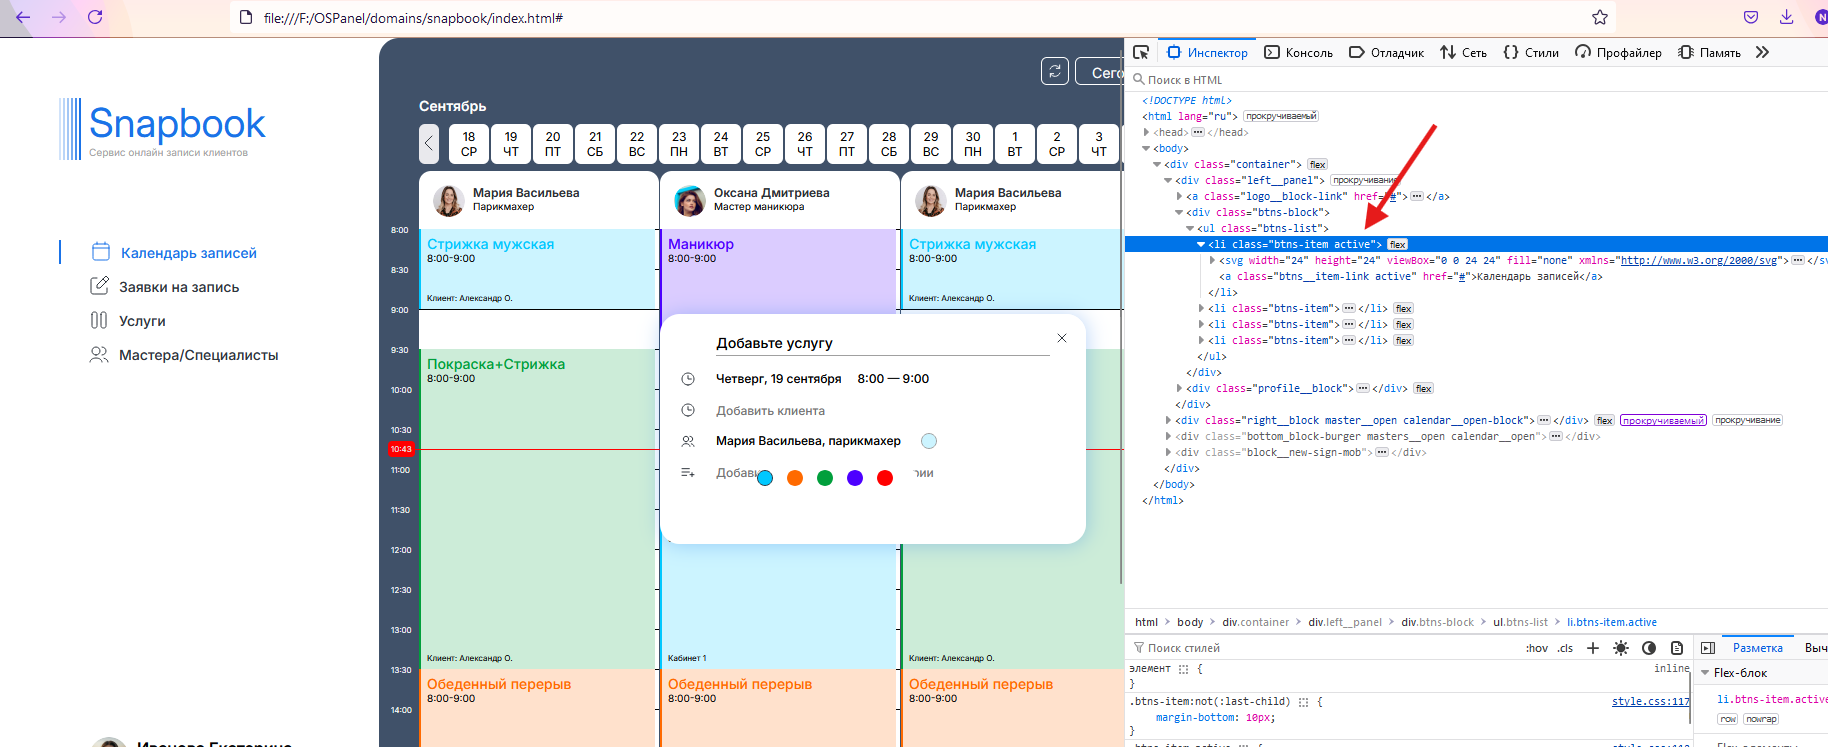 file:///F:/OSPanel/domains/snapbook/index.html#
N
Snapbook
Сервис онлайн записи клиентов
Календарь записей
Заявки на запись
Услуги
Мастера/Специалисты
Сего
Сентябрь
18 СР
19 ЧТ
20 ПТ
21 СБ
22 ВС
23 ПН
24 ВТ
25 СР
26 ЧТ
27 ПТ
28 СБ
29 ВС
30 ПН
1 ВТ
2 СР
3 ЧТ
Мария Васильева
Парикмахер
Оксана Дмитриева
Мастер маникюра
Мария Васильева
Парикмахер
8:00
8:30
9:00
9:30
10:00
10:30
10:43
11:00
11:30
12:00
12:30
13:00
13:30
14:00
Стрижка мужская
8:00-9:00
Клиент: Александр О.
Маникюр
8:00-9:00
Стрижка мужская
8:00-9:00
Клиент: Александр О.
Покраска+Стрижка
8:00-9:00
Клиент: Александр О.
Кабинет 1
Клиент: Александр О.
Добавьте услугу
Четверг, 19 сентября 8:00 — 9:00
Добавить клиента
Мария Васильева, парикмахер
Обеденный перерыв
8:00-9:00
Обеденный перерыв
8:00-9:00
Обеденный перерыв
8:00-9:00
Инспектор Консоль Отладчик Сеть Стили Профайлер Память
Поиск в HTML
<!DOCTYPE html>
<html lang="ru"> прокручиваемый
<head> ••• </head>
<body>
<div class="container"> flex
<div class="left__panel"> прокручивание
<a class="logo__block-link" href="#"> ••• </a>
<div class="btns-block">
<ul class="btns-list">
<li class="btns-item active"> flex
<svg width="24" height="24" viewBox="0 0 24 24" fill="none" xmlns="http://www.w3.org/2000/svg"> ••• </sv
<a class="btns__item-link active" href="#">Календарь записей</a>
</li>
<li class="btns-item"> ••• </li> flex
<li class="btns-item"> ••• </li> flex
<li class="btns-item"> ••• </li> flex
</ul>
</div>
<div class="profile__block"> ••• </div> flex
</div>
<div class="right__block master__open calendar__open-block"> ••• </div> flex прокручиваемый прокручивание
<div class="bottom_block-burger masters__open calendar__open"> ••• </div>
<div class="block__new-sign-mob"> ••• </div>
</div>
</body>
</html>
html > body > div.container > div.left__panel > div.btns-block > ul.btns-list > li.btns-item.active
Поиск стилей :hov .cls
Разметка Выч
элемент { inline
}
.btns-item:not(:last-child) { style.css:117
margin-bottom: 10px;
}
Flex-блок
li.btns-item.active
row nowrap